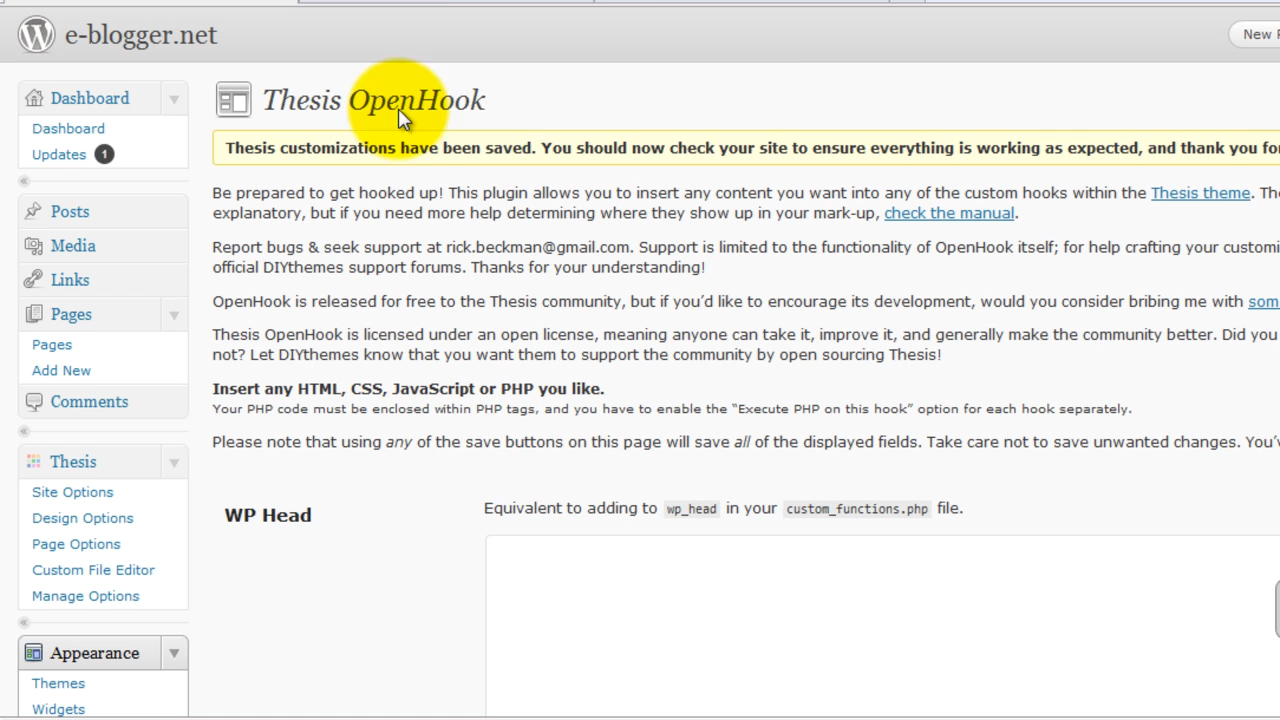 e-blogger.net
New
Dashboard
Dashboard
Updates 1
Posts
Media
Links
Pages
Pages
Add New
Comments
Thesis
Site Options
Design Options
Page Options
Custom File Editor
Manage Options
Appearance
Themes
Widgets
Thesis OpenHook
Thesis customizations have been saved. You should now check your site to ensure everything is working as expected, and thank you for
Be prepared to get hooked up! This plugin allows you to insert any content you want into any of the custom hooks within the Thesis theme.
explanatory, but if you need more help determining where they show up in your mark-up, check the manual.
Report bugs & seek support at rick.beckman@gmail.com. Support is limited to the functionality of OpenHook itself; for help crafting your
official DIYthemes support forums. Thanks for your understanding!
OpenHook is released for free to the Thesis community, but if you'd like to encourage its development, would you consider bribing me with
Thesis OpenHook is licensed under an open license, meaning anyone can take it, improve it, and generally make the community better. Did you
not? Let DIYthemes know that you want them to support the community by open sourcing Thesis!
Insert any HTML, CSS, JavaScript or PHP you like.
Your PHP code must be enclosed within PHP tags, and you have to enable the “Execute PHP on this hook” option for each hook separately.
Please note that using any of the save buttons on this page will save all of the displayed fields. Take care not to save unwanted changes.
WP Head
Equivalent to adding to wp_head in your custom_functions.php file.